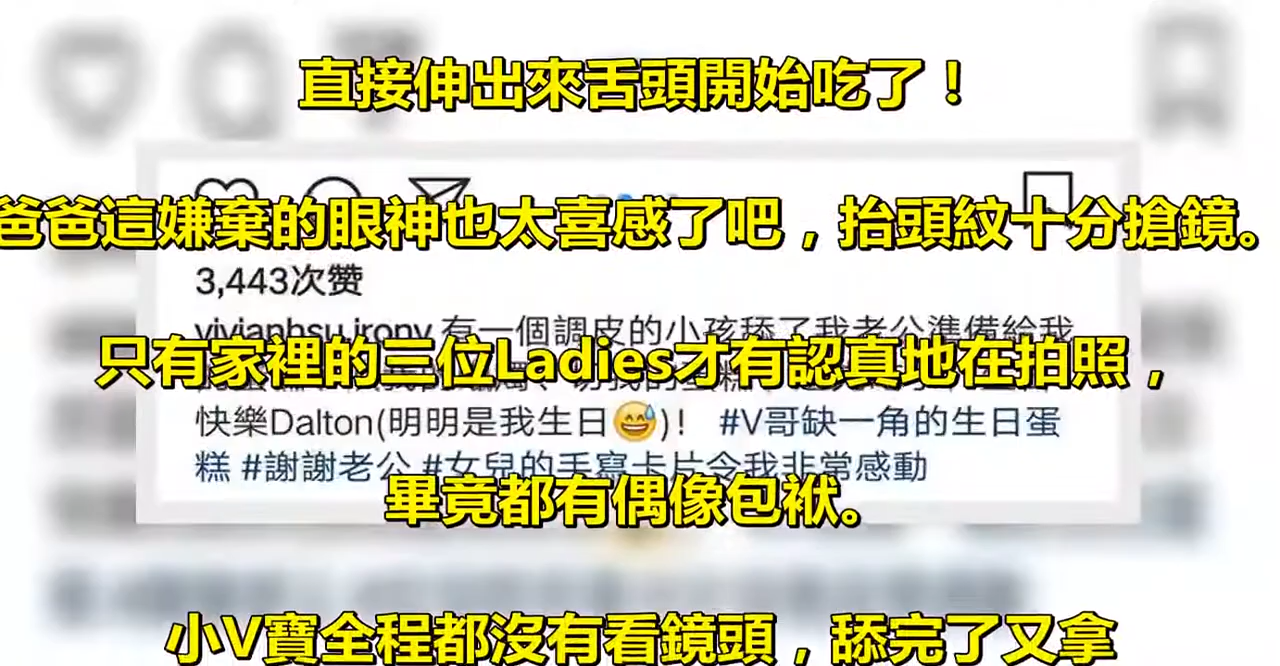 直接伸出來舌頭開始吃了！
爸爸這嫌棄的眼神也太喜感了吧，抬頭紋十分搶鏡。
3,443次赞
vivianhsu.irony 有一個調皮的小孩舔了我老公準備給我
只有家裡的三位Ladies才有認真地在拍照，
快樂Dalton(明明是我生日😅)！ #V哥缺一角的生日蛋
糕 #謝謝老公 #女兒的手寫卡片令我非常感動
畢竟都有偶像包袱。
小V寶全程都沒有看鏡頭，舔完了又拿